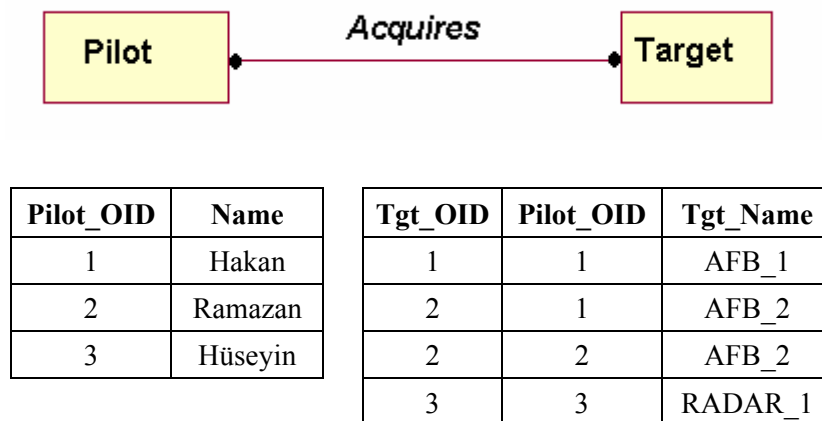 Acquires
Pilot
Target
Pilot_OID Name
1 Hakan
2 Ramazan
3 Hüseyin
Tgt_OID Pilot_OID Tgt_Name
1 1 AFB_1
2 1 AFB_2
2 2 AFB_2
3 3 RADAR_1